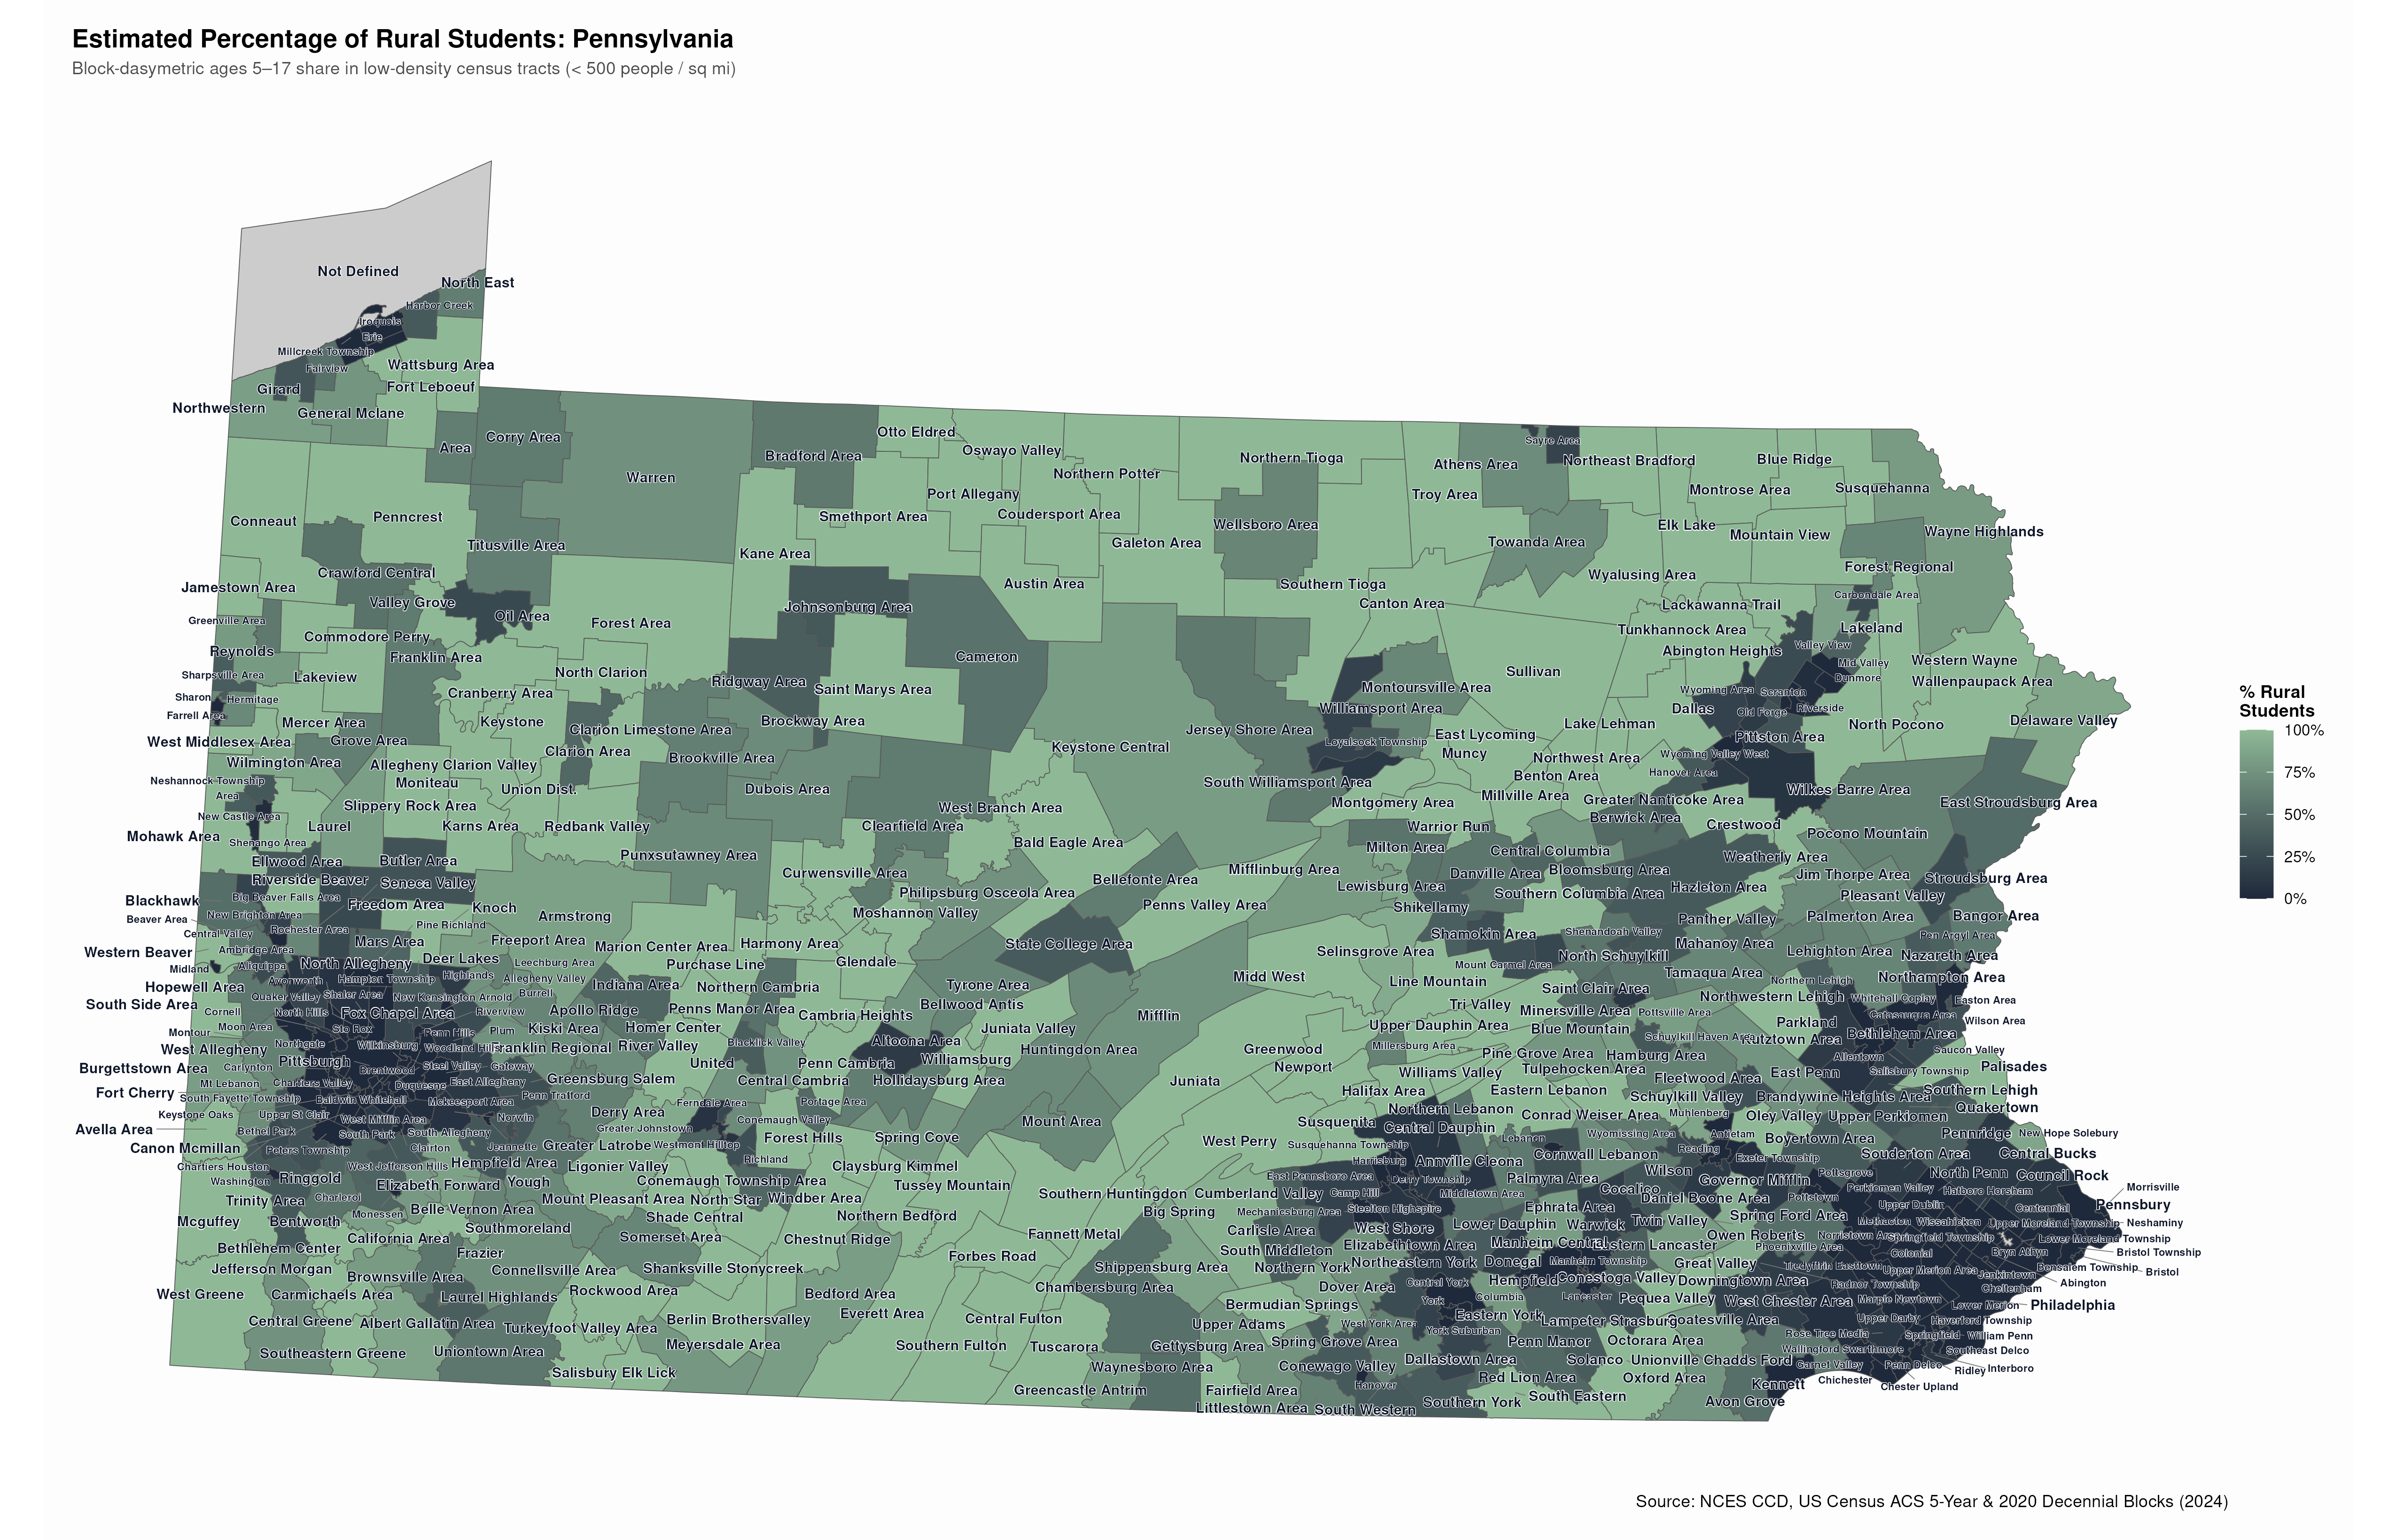 Estimated Percentage of Rural Students: Pennsylvania
Block-dasymetric ages 5–17 share in low-density census tracts (< 500 people / sq mi)
Not Defined
North East
Harbor Creek
Iroquois
Erie
Millcreek Township
Fairview
Wattsburg Area
Girard
Fort Leboeuf
Northwestern
General Mclane
Area
Corry Area
Warren
Bradford Area
Otto Eldred
Oswayo Valley
Northern Potter
Port Allegany
Smethport Area
Coudersport Area
Northern Tioga
Wellsboro Area
Galeton Area
Athens Area
Sayre Area
Troy Area
Northeast Bradford
Blue Ridge
Montrose Area
Susquehanna
Elk Lake
Mountain View
Wayne Highlands
Towanda Area
Wyalusing Area
Forest Regional
Conneaut
Penncrest
Titusville Area
Kane Area
Austin Area
Southern Tioga
Canton Area
Lackawanna Trail
Carbondale Area
Jamestown Area
Crawford Central
Valley Grove
Oil Area
Forest Area
Johnsonburg Area
Greenville Area
Commodore Perry
Franklin Area
Reynolds
Cameron
Tunkhannock Area
Lakeland
Valley View
Abington Heights
Mid Valley
Western Wayne
Dunmore
Wallenpaupack Area
Sharpsville Area
Lakeview
North Clarion
Ridgway Area
Saint Marys Area
Sullivan
Montoursville Area
Wyoming Area
Scranton
Sharon
Hermitage
Cranberry Area
Farrell Area
Mercer Area
Keystone
Brockway Area
Williamsport Area
Dallas
Old Forge
Riverside
Lake Lehman
North Pocono
Delaware Valley
West Middlesex Area
Grove Area
Clarion Limestone Area
Clarion Area
Keystone Central
Jersey Shore Area
Loyalsock Township
East Lycoming
Muncy
Pittston Area
Wyoming Valley West
Wilmington Area
Allegheny Clarion Valley
Brookville Area
Northwest Area
Hanover Area
Neshannock Township
Area
Moniteau
Union Dist.
Dubois Area
South Williamsport Area
Benton Area
Wilkes Barre Area
Slippery Rock Area
West Branch Area
Montgomery Area
Millville Area
Greater Nanticoke Area
East Stroudsburg Area
New Castle Area
Laurel
Karns Area
Redbank Valley
Clearfield Area
Warrior Run
Berwick Area
Crestwood
Pocono Mountain
Mohawk Area
Shenango Area
Bald Eagle Area
Milton Area
Central Columbia
Weatherly Area
Ellwood Area
Butler Area
Punxsutawney Area
Curwensville Area
Bellefonte Area
Mifflinburg Area
Danville Area
Bloomsburg Area
Jim Thorpe Area
Stroudsburg Area
Riverside Beaver
Seneca Valley
Lewisburg Area
Southern Columbia Area
Hazleton Area
Pleasant Valley
Blackhawk
Big Beaver Falls Area
Freedom Area
Knoch
Philipsburg Osceola Area
Penns Valley Area
Shikellamy
Panther Valley
Palmerton Area
Bangor Area
Beaver Area
New Brighton Area
Armstrong
Moshannon Valley
Pine Richland
Central Valley
Rochester Area
Shamokin Area
Shenandoah Valley
Pen Argyl Area
Western Beaver
Ambridge Area
Mars Area
Freeport Area
Marion Center Area
Harmony Area
State College Area
Selinsgrove Area
North Schuylkill
Mahanoy Area
Lehighton Area
Nazareth Area
Midland
Aliquippa
North Allegheny
Deer Lakes
Leechburg Area
Purchase Line
Glendale
Mount Carmel Area
Tamaqua Area
Northern Lehigh
Northampton Area
Hopewell Area
Avonworth
Hampton Township
Highlands
Allegheny Valley
Indiana Area
Northern Cambria
Tyrone Area
Midd West
Line Mountain
Saint Clair Area
Northwestern Lehigh
Whitehall Coplay
Easton Area
South Side Area
Quaker Valley
Shaler Area
New Kensington Arnold
Burrell
Bellwood Antis
Tri Valley
Minersville Area
Pottsville Area
Cornell
North Hills
Fox Chapel Area
Riverview
Apollo Ridge
Penns Manor Area
Cambria Heights
Mifflin
Upper Dauphin Area
Blue Mountain
Parkland
Catasauqua Area
Wilson Area
Montour
Moon Area
Sto Rox
Penn Hills
Plum
Kiski Area
Homer Center
Juniata Valley
Schuylkill Haven Area
Kutztown Area
Bethlehem Area
West Allegheny
Northgate
Wilkinsburg
Woodland Hills
Franklin Regional
River Valley
Blacklick Valley
Altoona Area
Huntingdon Area
Greenwood
Millersburg Area
Pine Grove Area
Hamburg Area
Allentown
Saucon Valley
Burgettstown Area
Carlynton
Pittsburgh
Brentwood
Steel Valley
Gateway
United
Penn Cambria
Williamsburg
Newport
Williams Valley
Tulpehocken Area
Fleetwood Area
East Penn
Salisbury Township
Palisades
Mt Lebanon
Chartiers Valley
Duquesne
East Allegheny
Greensburg Salem
Central Cambria
Hollidaysburg Area
Juniata
Halifax Area
Eastern Lebanon
Schuylkill Valley
Brandywine Heights Area
Southern Lehigh
Fort Cherry
South Fayette Township
Baldwin Whitehall
Mckeesport Area
Penn Trafford
Ferndale Area
Portage Area
Northern Lebanon
Conrad Weiser Area
Muhlenberg
Oley Valley
Upper Perkiomen
Quakertown
Keystone Oaks
Upper St Clair
West Mifflin Area
Norwin
Derry Area
Conemaugh Valley
Mount Area
Susquenita
Central Dauphin
Avella Area
Bethel Park
South Park
South Allegheny
Greater Johnstown
Forest Hills
Spring Cove
West Perry
Susquehanna Township
Lebanon
Wyomissing Area
Antietam
Boyertown Area
Pennridge
New Hope Solebury
Canon Mcmillan
Peters Township
Clairton
Jeannette
Greater Latrobe
Westmont Hilltop
Richland
Harrisburg
Annville Cleona
Cornwall Lebanon
Reading
Exeter Township
Souderton Area
Central Bucks
Chartiers Houston
West Jefferson Hills
Hempfield Area
Ligonier Valley
Claysburg Kimmel
East Pennsboro Area
Derry Township
Palmyra Area
Wilson
Governor Mifflin
Pottsgrove
North Penn
Council Rock
Washington
Ringgold
Elizabeth Forward
Yough
Conemaugh Township Area
Tussey Mountain
Southern Huntingdon
Cumberland Valley
Camp Hill
Middletown Area
Cocalico
Daniel Boone Area
Pottstown
Perkiomen Valley
Hatboro Horsham
Morrisville
Trinity Area
Charleroi
Mount Pleasant Area
North Star
Windber Area
Big Spring
Mechanicsburg Area
Steelton Highspire
Ephrata Area
Upper Dublin
Centennial
Pennsbury
Mcguffey
Bentworth
Monessen
Belle Vernon Area
Shade Central
Northern Bedford
Carlisle Area
West Shore
Lower Dauphin
Warwick
Twin Valley
Spring Ford Area
Methacton
Wissahickon
Upper Moreland Township
Neshaminy
California Area
Southmoreland
Somerset Area
Chestnut Ridge
Fannett Metal
South Middleton
Elizabethtown Area
Manheim Central
Eastern Lancaster
Owen Roberts
Norristown Area
Springfield Township
Lower Moreland Township
Bethlehem Center
Frazier
Forbes Road
Northern York
Northeastern York
Donegal
Manheim Township
Great Valley
Phoenixville Area
Colonial
Bryn Athyn
Bristol Township
Jefferson Morgan
Brownsville Area
Connellsville Area
Shanksville Stonycreek
Shippensburg Area
Central York
Hempfield
Conestoga Valley
Downingtown Area
Tredyffrin Easttown
Upper Merion Area
Jenkintown
Bensalem Township
Bristol
West Greene
Carmichaels Area
Laurel Highlands
Rockwood Area
Bedford Area
Chambersburg Area
Dover Area
York
Columbia
Lancaster
Pequea Valley
West Chester Area
Radnor Township
Marple Newtown
Cheltenham
Abington
Central Greene
Albert Gallatin Area
Turkeyfoot Valley Area
Berlin Brothersvalley
Everett Area
Central Fulton
Bermudian Springs
Upper Adams
West York Area
Eastern York
York Suburban
Lampeter Strasburg
Coatesville Area
Upper Darby
Lower Merion
Philadelphia
Haverford Township
Southeastern Greene
Uniontown Area
Meyersdale Area
Southern Fulton
Tuscarora
Gettysburg Area
Spring Grove Area
Penn Manor
Octorara Area
Rose Tree Media
Springfield
William Penn
Salisbury Elk Lick
Waynesboro Area
Conewago Valley
Dallastown Area
Solanco
Unionville Chadds Ford
Wallingford Swarthmore
Southeast Delco
Greencastle Antrim
Fairfield Area
Hanover
Red Lion Area
Oxford Area
Kennett
Garnet Valley
Chichester
Penn Delco
Ridley
Interboro
Chester Upland
Littlestown Area
South Western
Southern York
South Eastern
Avon Grove
% Rural
Students
100%
75%
50%
25%
0%
Source: NCES CCD, US Census ACS 5-Year & 2020 Decennial Blocks (2024)